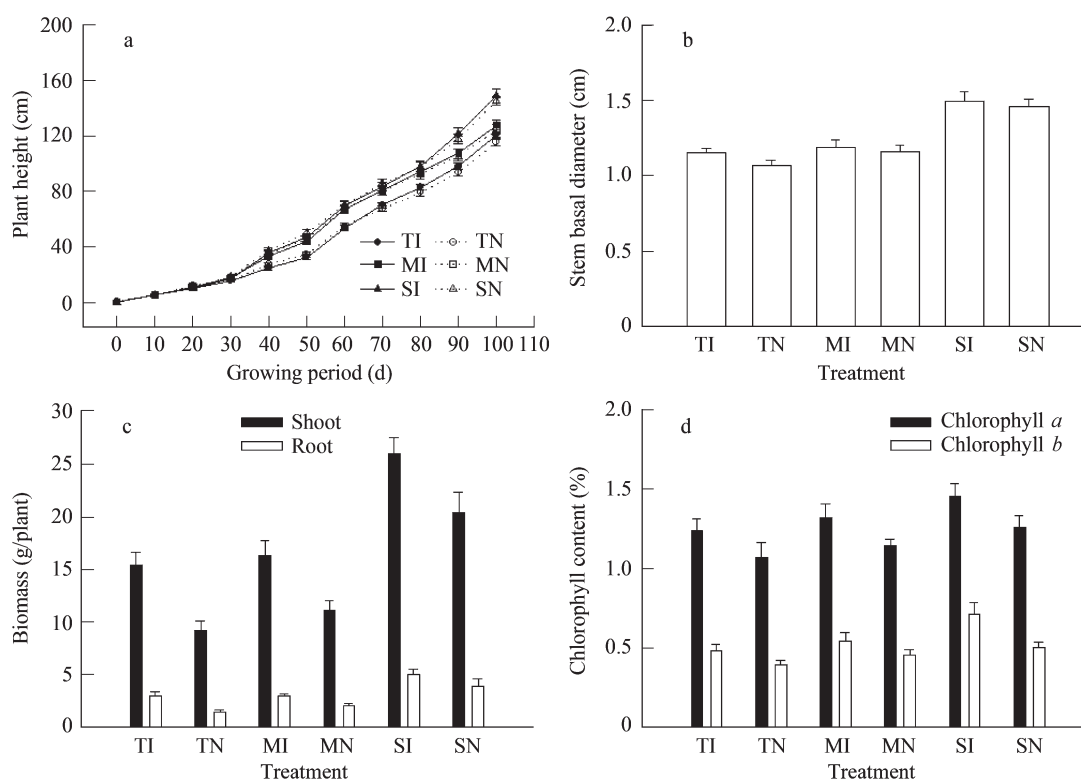 a
200
160
120
80
40
0
Plant height (cm)
TI
TN
MI
MN
SI
SN
0 10 20 30 40 50 60 70 80 90 100 110
Growing period (d)
b
2.0
1.5
1.0
0.5
0
Stem basal diameter (cm)
TI TN MI MN SI SN
Treatment
c
Shoot
Root
30
25
20
15
10
5
0
Biomass (g/plant)
TI TN MI MN SI SN
Treatment
d
Chlorophyll a
Chlorophyll b
2.0
1.5
1.0
0.5
0
Chlorophyll content (%)
TI TN MI MN SI SN
Treatment